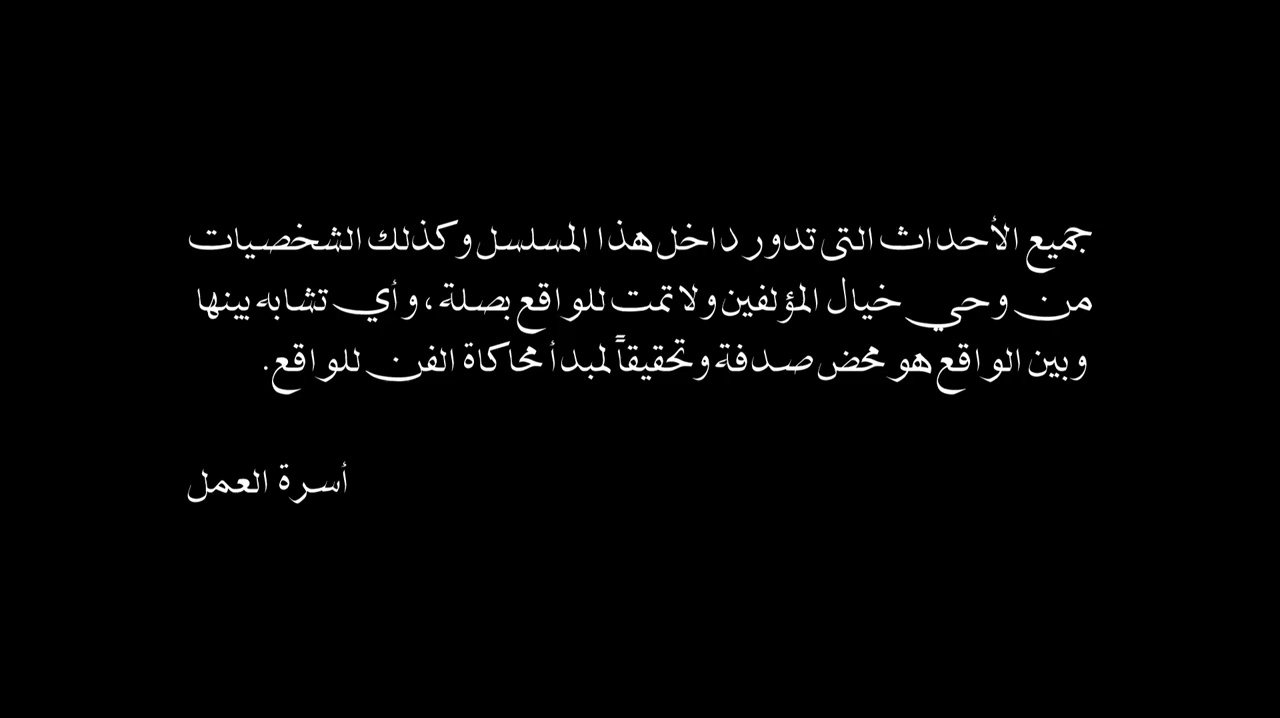 جميع الأحداث التى تدور داخل هذا المسلسل وكذلك الشخصيات
من وحي خيال المؤلفين ولا تمت للواقع بصلة، وأي تشابه بينها
وبين الواقع هو محض صدفة وتحقيقاً لمبدأ محاكاة الفن للواقع.
أسرة العمل